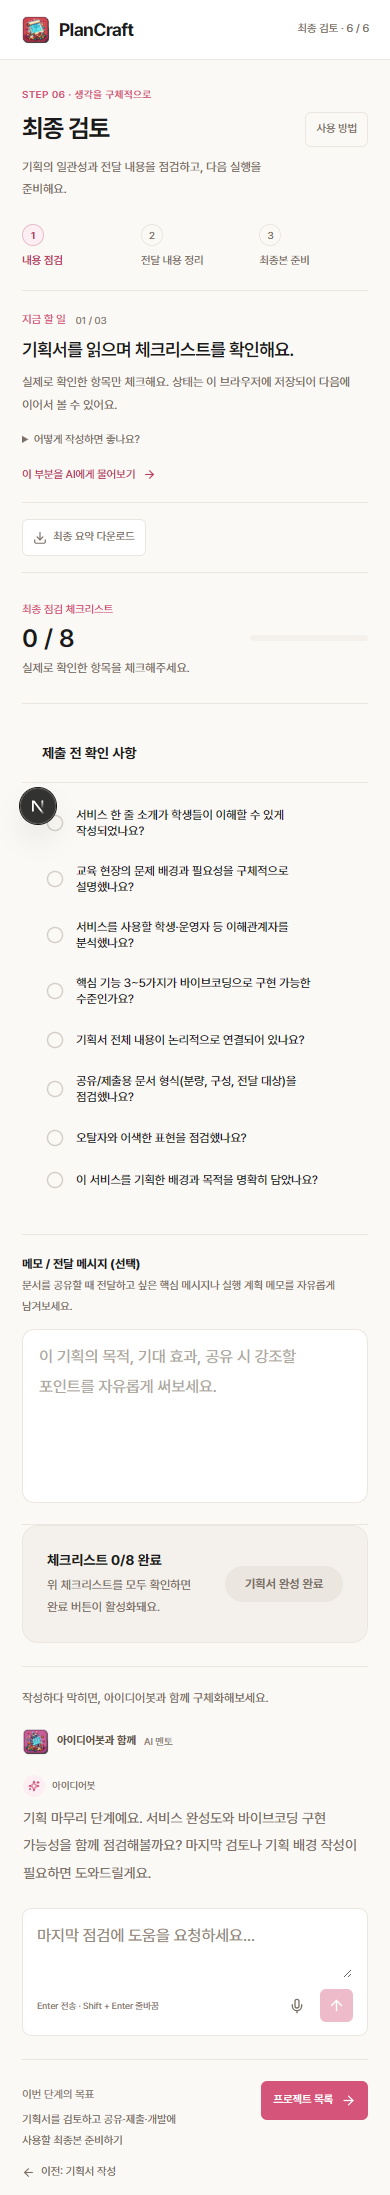 PlanCraft
최종 검토 · 6 / 6
STEP 06 · 생각을 구체적으로
최종 검토
사용 방법
기획의 일관성과 전달 내용을 점검하고, 다음 실행을
준비해요.
1
2
3
내용 점검
전달 내용 정리
최종본 준비
지금 할 일 01 / 03
기획서를 읽으며 체크리스트를 확인해요.
실제로 확인한 항목만 체크해요. 상태는 이 브라우저에 저장되어 다음에
이어서 볼 수 있어요.
어떻게 작성하면 좋나요?
이 부분을 AI에게 물어보기
최종 요약 다운로드
최종 점검 체크리스트
0 / 8
실제로 확인한 항목을 체크해주세요.
제출 전 확인 사항
N
서비스 한 줄 소개가 학생들이 이해할 수 있게
작성되었나요?
교육 현장의 문제 배경과 필요성을 구체적으로
설명했나요?
서비스를 사용할 학생·운영자 등 이해관계자를
분석했나요?
핵심 기능 3~5가지가 바이브코딩으로 구현 가능한
수준인가요?
기획서 전체 내용이 논리적으로 연결되어 있나요?
공유/제출용 문서 형식(분량, 구성, 전달 대상)을
점검했나요?
오탈자와 어색한 표현을 점검했나요?
이 서비스를 기획한 배경과 목적을 명확히 담았나요?
메모 / 전달 메시지 (선택)
문서를 공유할 때 전달하고 싶은 핵심 메시지나 실행 계획 메모를 자유롭게
남겨보세요.
이 기획의 목적, 기대 효과, 공유 시 강조할
포인트를 자유롭게 써보세요.
체크리스트 0/8 완료
위 체크리스트를 모두 확인하면
완료 버튼이 활성화돼요.
기획서 완성 완료
작성하다 막히면, 아이디어봇과 함께 구체화해보세요.
아이디어봇과 함께 AI 멘토
아이디어봇
기획 마무리 단계예요. 서비스 완성도와 바이브코딩 구현
가능성을 함께 점검해볼까요? 마지막 검토나 기획 배경 작성이
필요하면 도와드릴게요.
마지막 점검에 도움을 요청하세요...
Enter 전송 · Shift + Enter 줄바꿈
이번 단계의 목표
기획서를 검토하고 공유·제출·개발에
사용할 최종본 준비하기
프로젝트 목록
이전: 기획서 작성